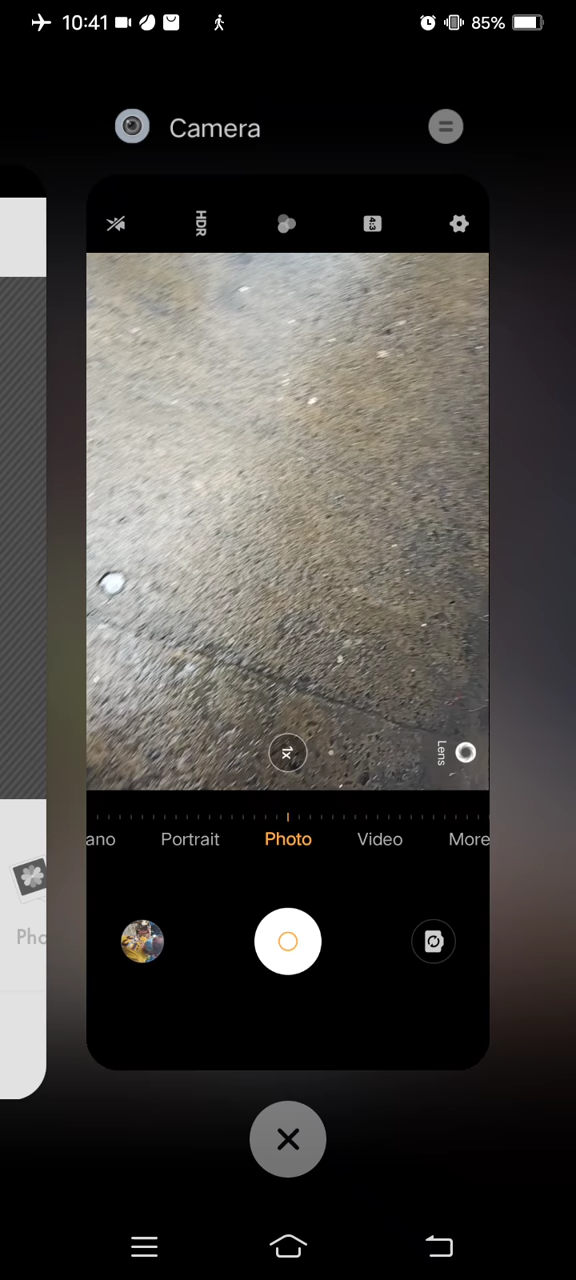 10:41
85%
Camera
HDR
4:3
1x
Lens
ano
Portrait
Photo
Video
More
Pho